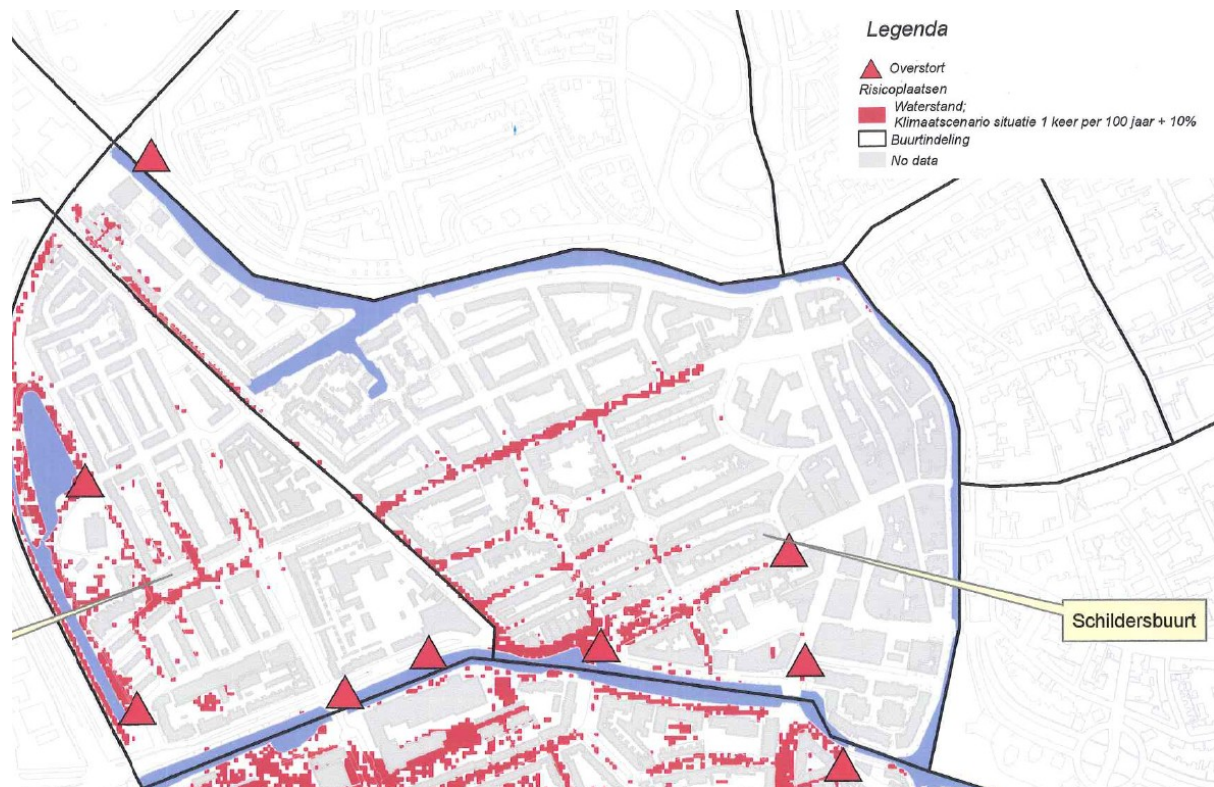 Legenda
Overstort
Risicoplaatsen
Waterstand;
Klimaatscenario situatie 1 keer per 100 jaar + 10%
Buurtindeling
No data
Schildersbuurt